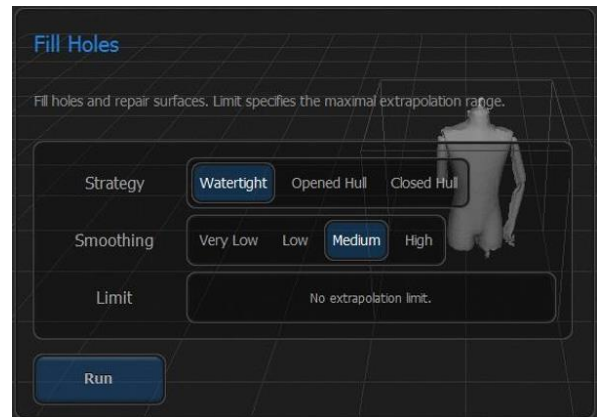 Fill Holes
Fill holes and repair surfaces. Limit specifies the maximal extrapolation range.
Strategy Watertight Opened Hull Closed Hull
Smoothing Very Low Low Medium High
Limit No extrapolation limit.
Run